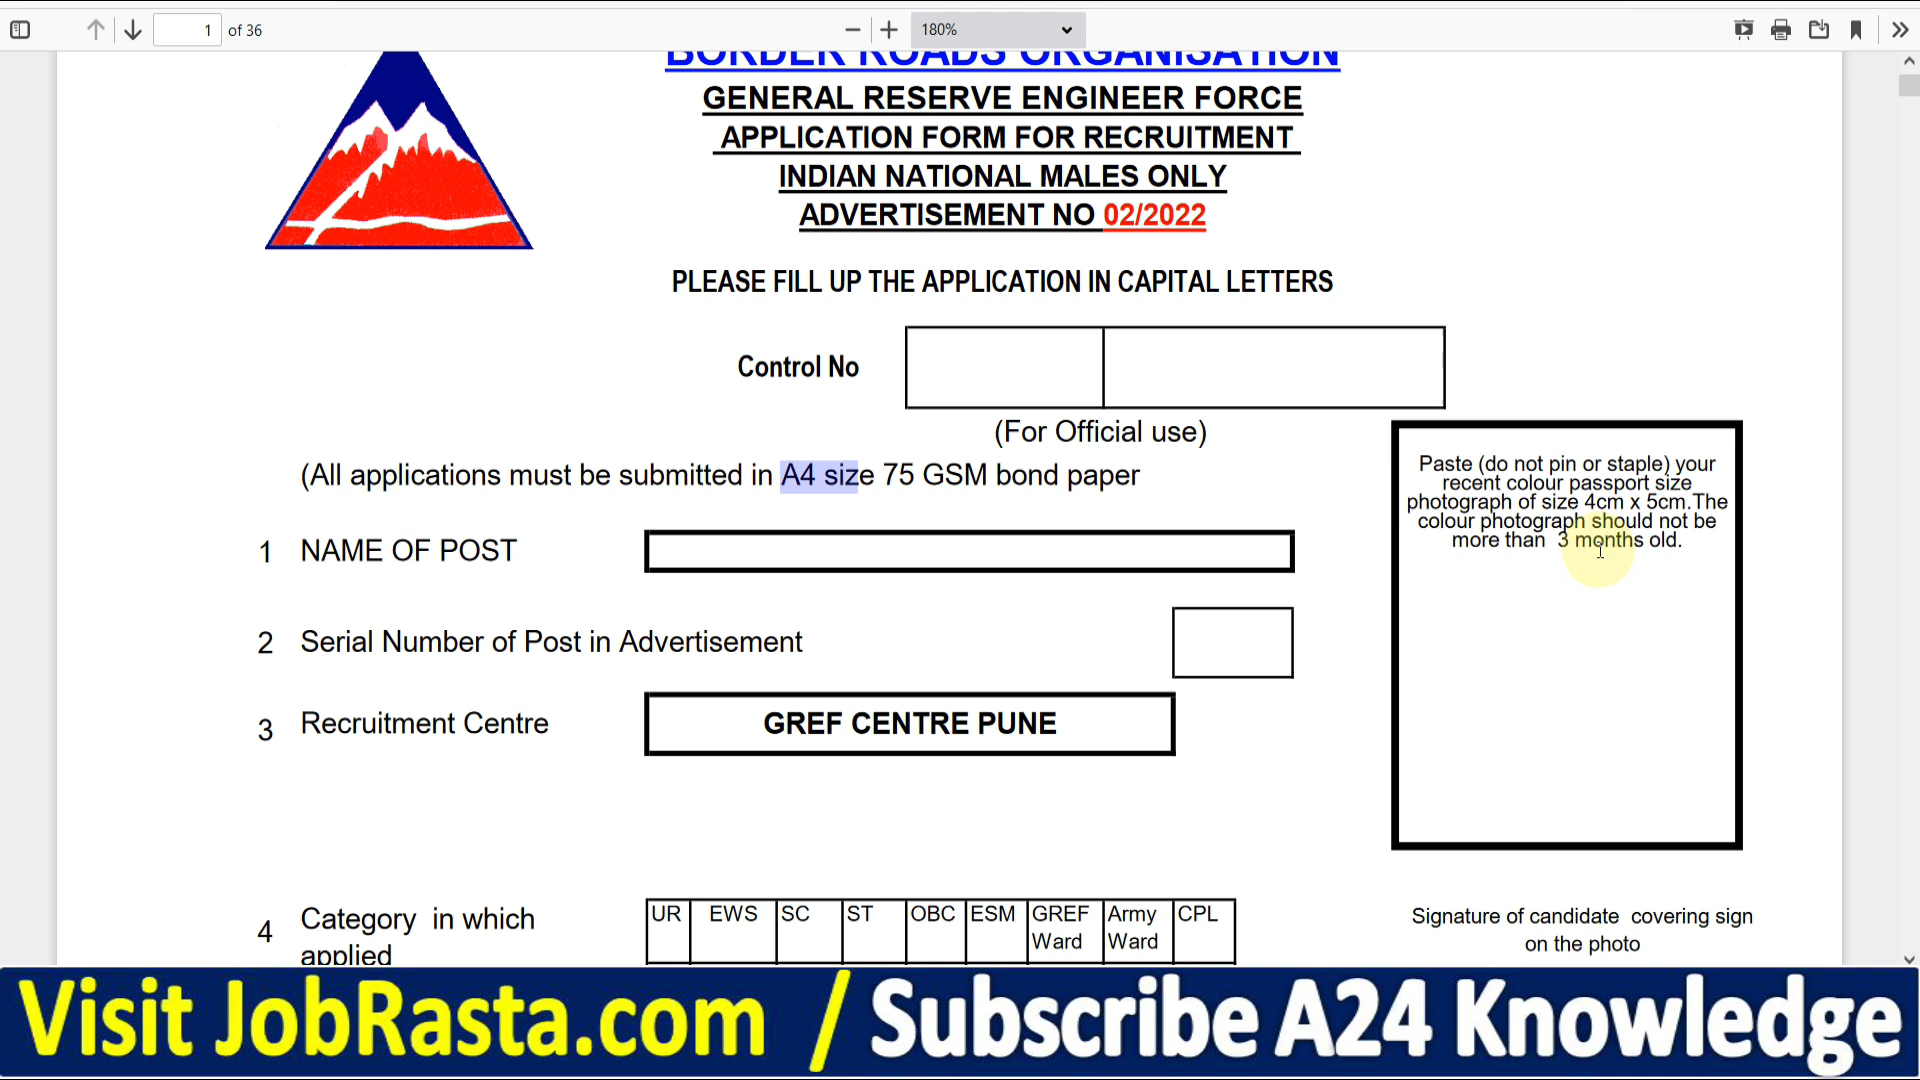 1 of 36
180%
BORDER ROADS ORGANISATION
GENERAL RESERVE ENGINEER FORCE
APPLICATION FORM FOR RECRUITMENT
INDIAN NATIONAL MALES ONLY
ADVERTISEMENT NO 02/2022
PLEASE FILL UP THE APPLICATION IN CAPITAL LETTERS
Control No
(For Official use)
(All applications must be submitted in A4 size 75 GSM bond paper
Paste (do not pin or staple) your
recent colour passport size
photograph of size 4cm x 5cm.The
colour photograph should not be
more than 3 months old.
1 NAME OF POST
2 Serial Number of Post in Advertisement
3 Recruitment Centre GREF CENTRE PUNE
4 Category in which
applied
UR EWS SC ST OBC ESM GREF Army CPL
Ward Ward
Signature of candidate covering sign
on the photo
Visit JobRasta.com / Subscribe A24 Knowledge